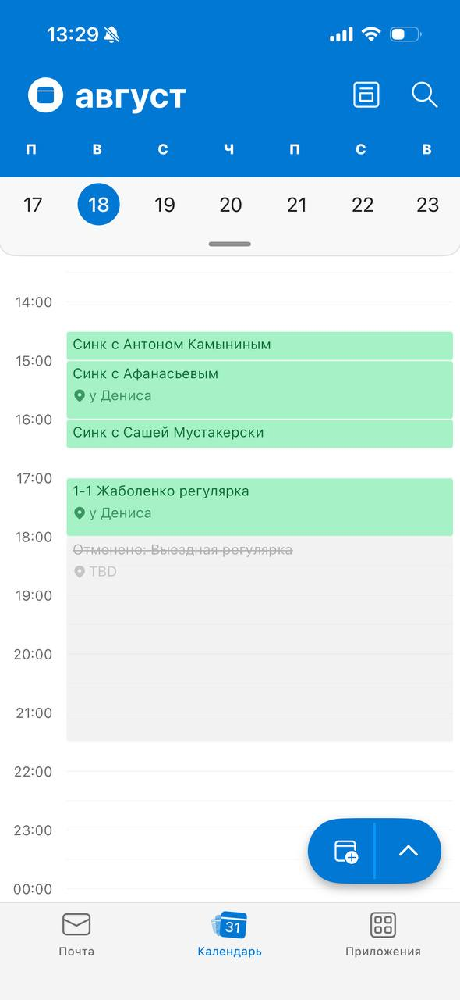 13:29
август
П В С Ч П С В
17 18 19 20 21 22 23
14:00
Синк с Антоном Камыниным
15:00
Синк с Афанасьевым
у Дениса
16:00
Синк с Сашей Мустакерски
17:00
1-1 Жаболенко регулярка
у Дениса
18:00
Отменено: Выездная регулярка
TBD
19:00
20:00
21:00
22:00
23:00
00:00
31
Почта Календарь Приложения